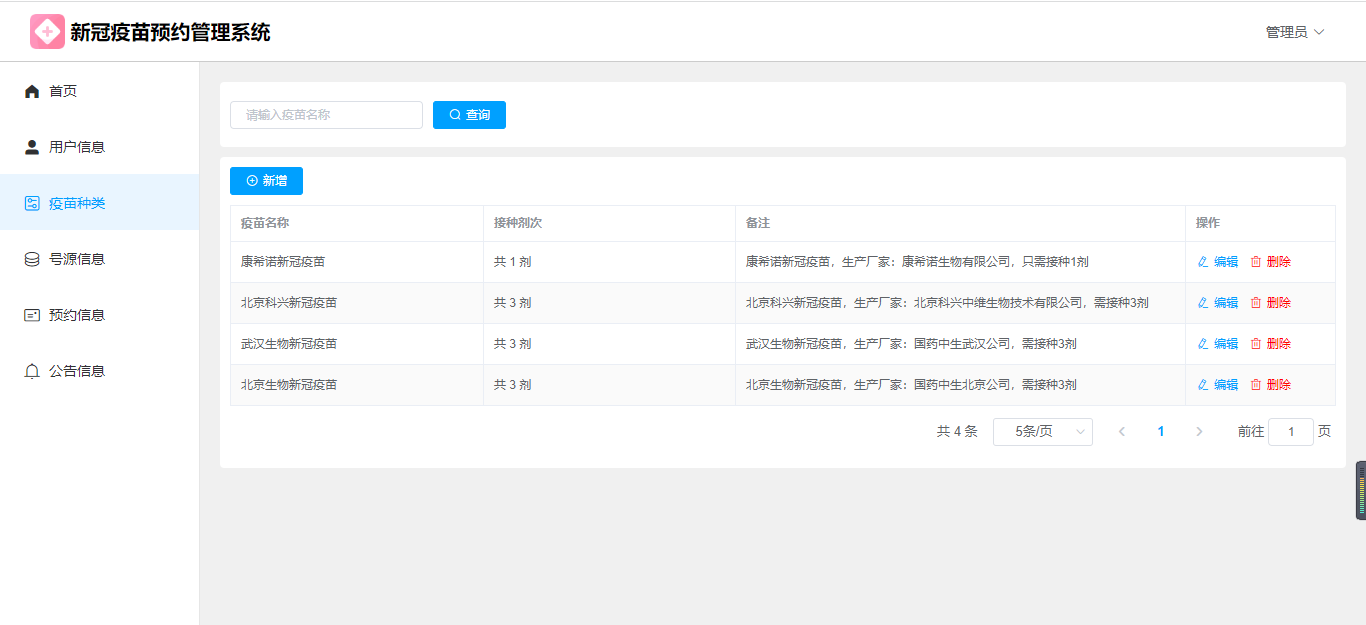 新冠疫苗预约管理系统
管理员
首页
用户信息
疫苗种类
号源信息
预约信息
公告信息
请输入疫苗名称 查询
新增
疫苗名称 接种剂次 备注 操作
康希诺新冠疫苗 共 1 剂 康希诺新冠疫苗，生产厂家：康希诺生物有限公司，只需接种1剂 编辑 删除
北京科兴新冠疫苗 共 3 剂 北京科兴新冠疫苗，生产厂家：北京科兴中维生物技术有限公司，需接种3剂 编辑 删除
武汉生物新冠疫苗 共 3 剂 武汉生物新冠疫苗，生产厂家：国药中生武汉公司，需接种3剂 编辑 删除
北京生物新冠疫苗 共 3 剂 北京生物新冠疫苗，生产厂家：国药中生北京公司，需接种3剂 编辑 删除
共 4 条 5条/页 1 前往 1 页